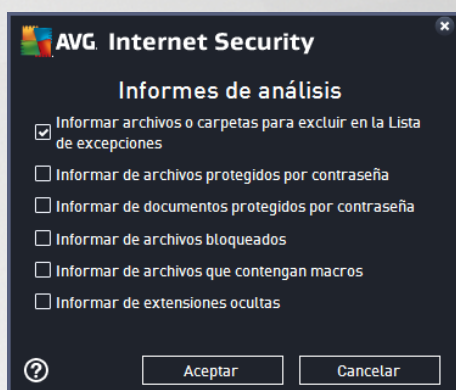 AVG. Internet Security
Informes de análisis
Informar archivos o carpetas para excluir en la Lista
de excepciones
Informar de archivos protegidos por contraseña
Informar de documentos protegidos por contraseña
Informar de archivos bloqueados
Informar de archivos que contengan macros
Informar de extensiones ocultas
?
Aceptar
Cancelar